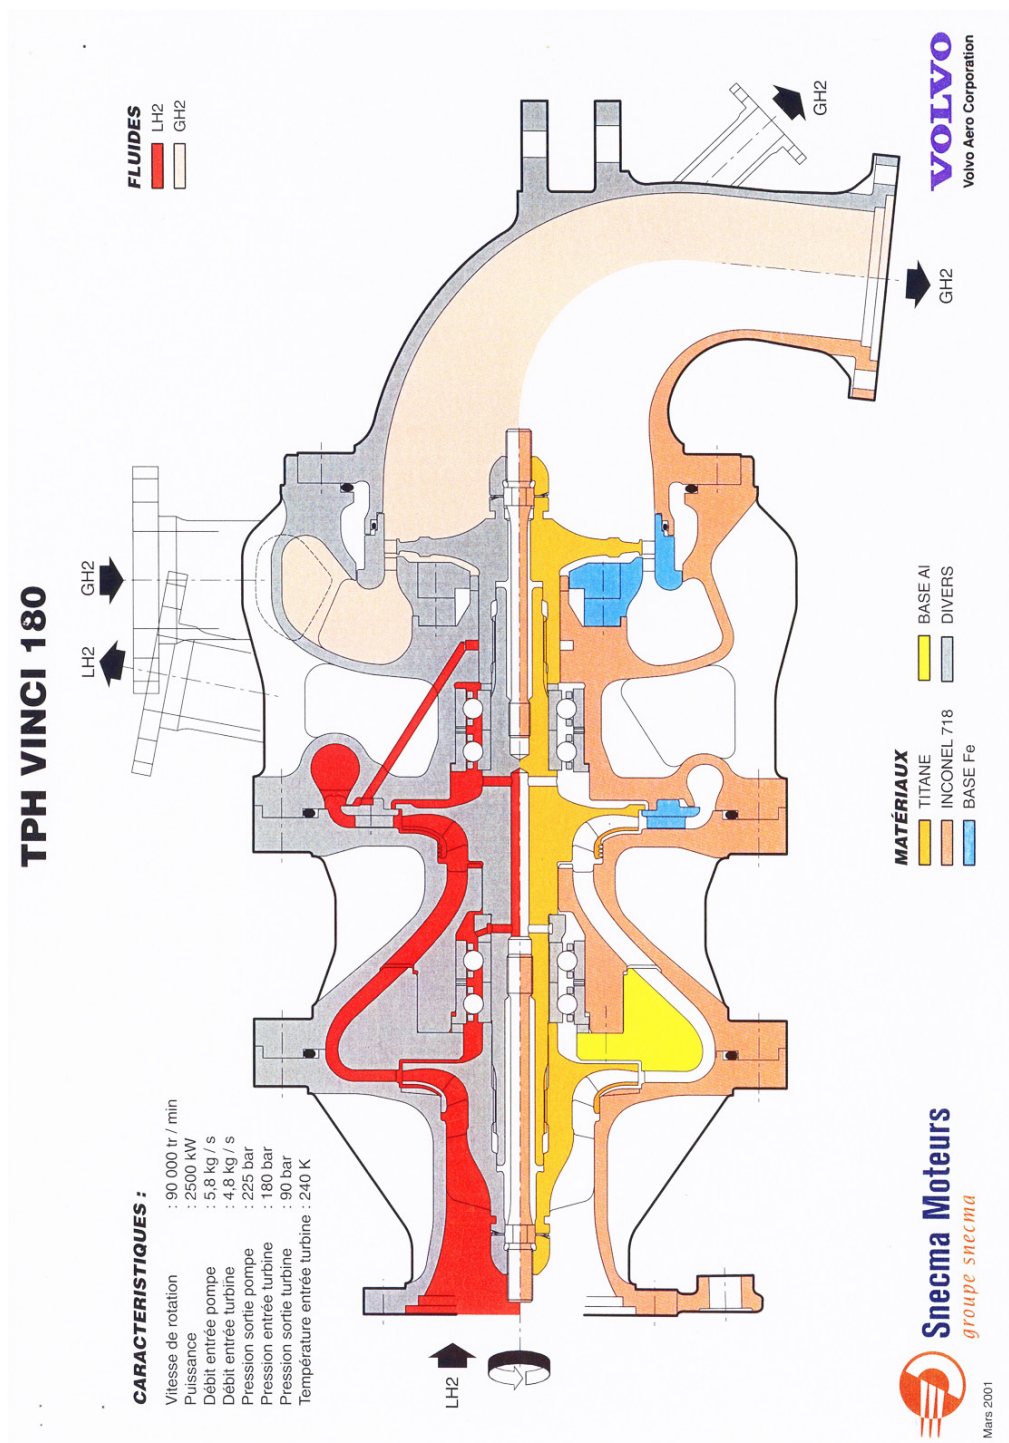 TPH VINCI 180
FLUIDES
LH2
GH2
CARACTERISTIQUES :
Vitesse de rotation : 90 000 tr / min
Puissance : 2500 kW
Débit entrée pompe : 5,8 kg / s
Débit entrée turbine : 4,8 kg / s
Pression sortie pompe : 225 bar
Pression entrée turbine : 180 bar
Pression sortie turbine : 90 bar
Température entrée turbine : 240 K
LH2
LH2
GH2
GH2
GH2
MATÉRIAUX
TITANE
INCONEL 718
BASE Fe
BASE Al
DIVERS
Mars 2001
Snecma Moteurs
groupe snecma
VOLVO
Volvo Aero Corporation